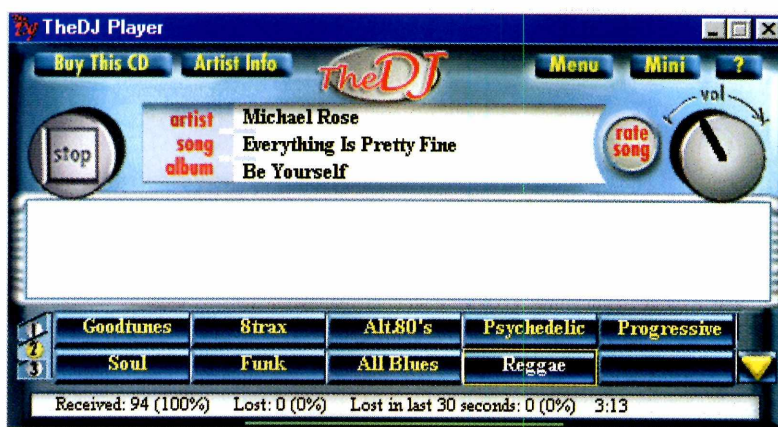 TheDJ Player
Buy This CD Artist Info TheDJ Menu Mini ?
vol
artist Michael Rose
song Everything Is Pretty Fine
album Be Yourself
stop
rate
song
1 Goodtunes 8trax Alt.80's Psychedelic Progressive
2
3 Soul Funk All Blues Reggae
Received: 94 (100%) Lost: 0 (0%) Lost in last 30 seconds: 0 (0%) 3:13